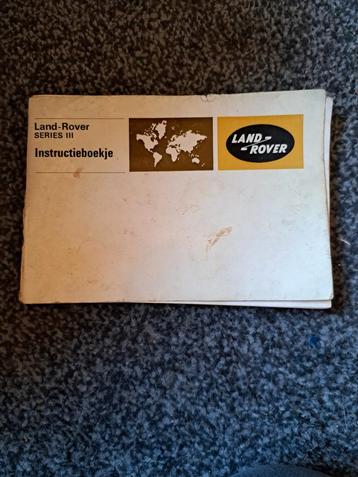 Land-Rover
SERIES III
Instructieboekje
LAND
ROVER